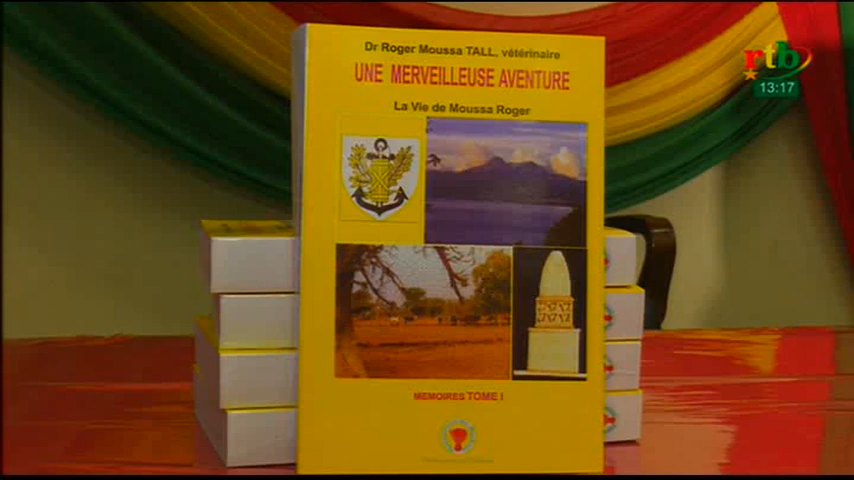 Dr Roger Moussa TALL, vétérinaire
UNE MERVEILLEUSE AVENTURE
La Vie de Moussa Roger
MEMOIRES TOME I
rtb
13:17